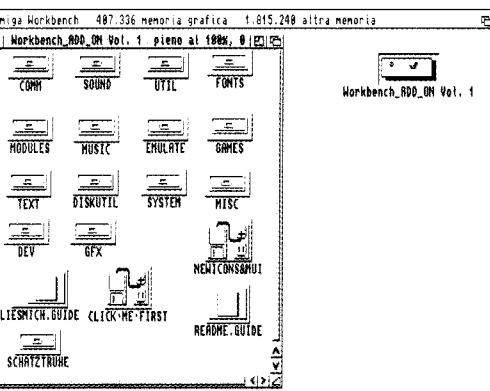 miga Workbench 407.336 memoria grafica 1.815.240 altra memoria
Workbench_ADD_ON Vol. 1 pieno al 100%, 0
Workbench_ADD_ON Vol. 1
COMM SOUND UTIL FONTS
MODULES MUSIC EMULATE GAMES
TEXT DISKUTIL SYSTEM MISC
DEV GFX
NEWICONS&MUI
LIESMICH.GUIDE CLICK·ME·FIRST README.GUIDE
SCHATZTRUHE